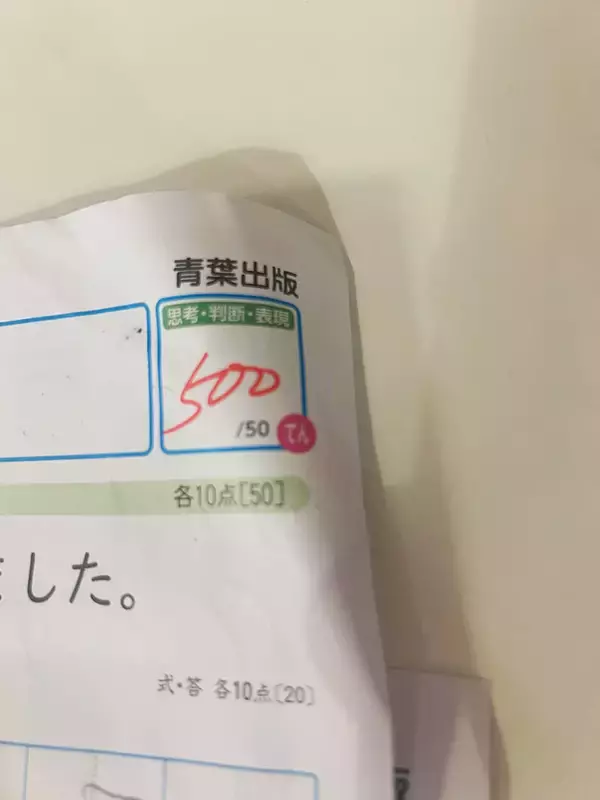 青葉出版
思考・判断・表現
500
/50 てん
各10点[50]
ました。
式・答 各10点[20]